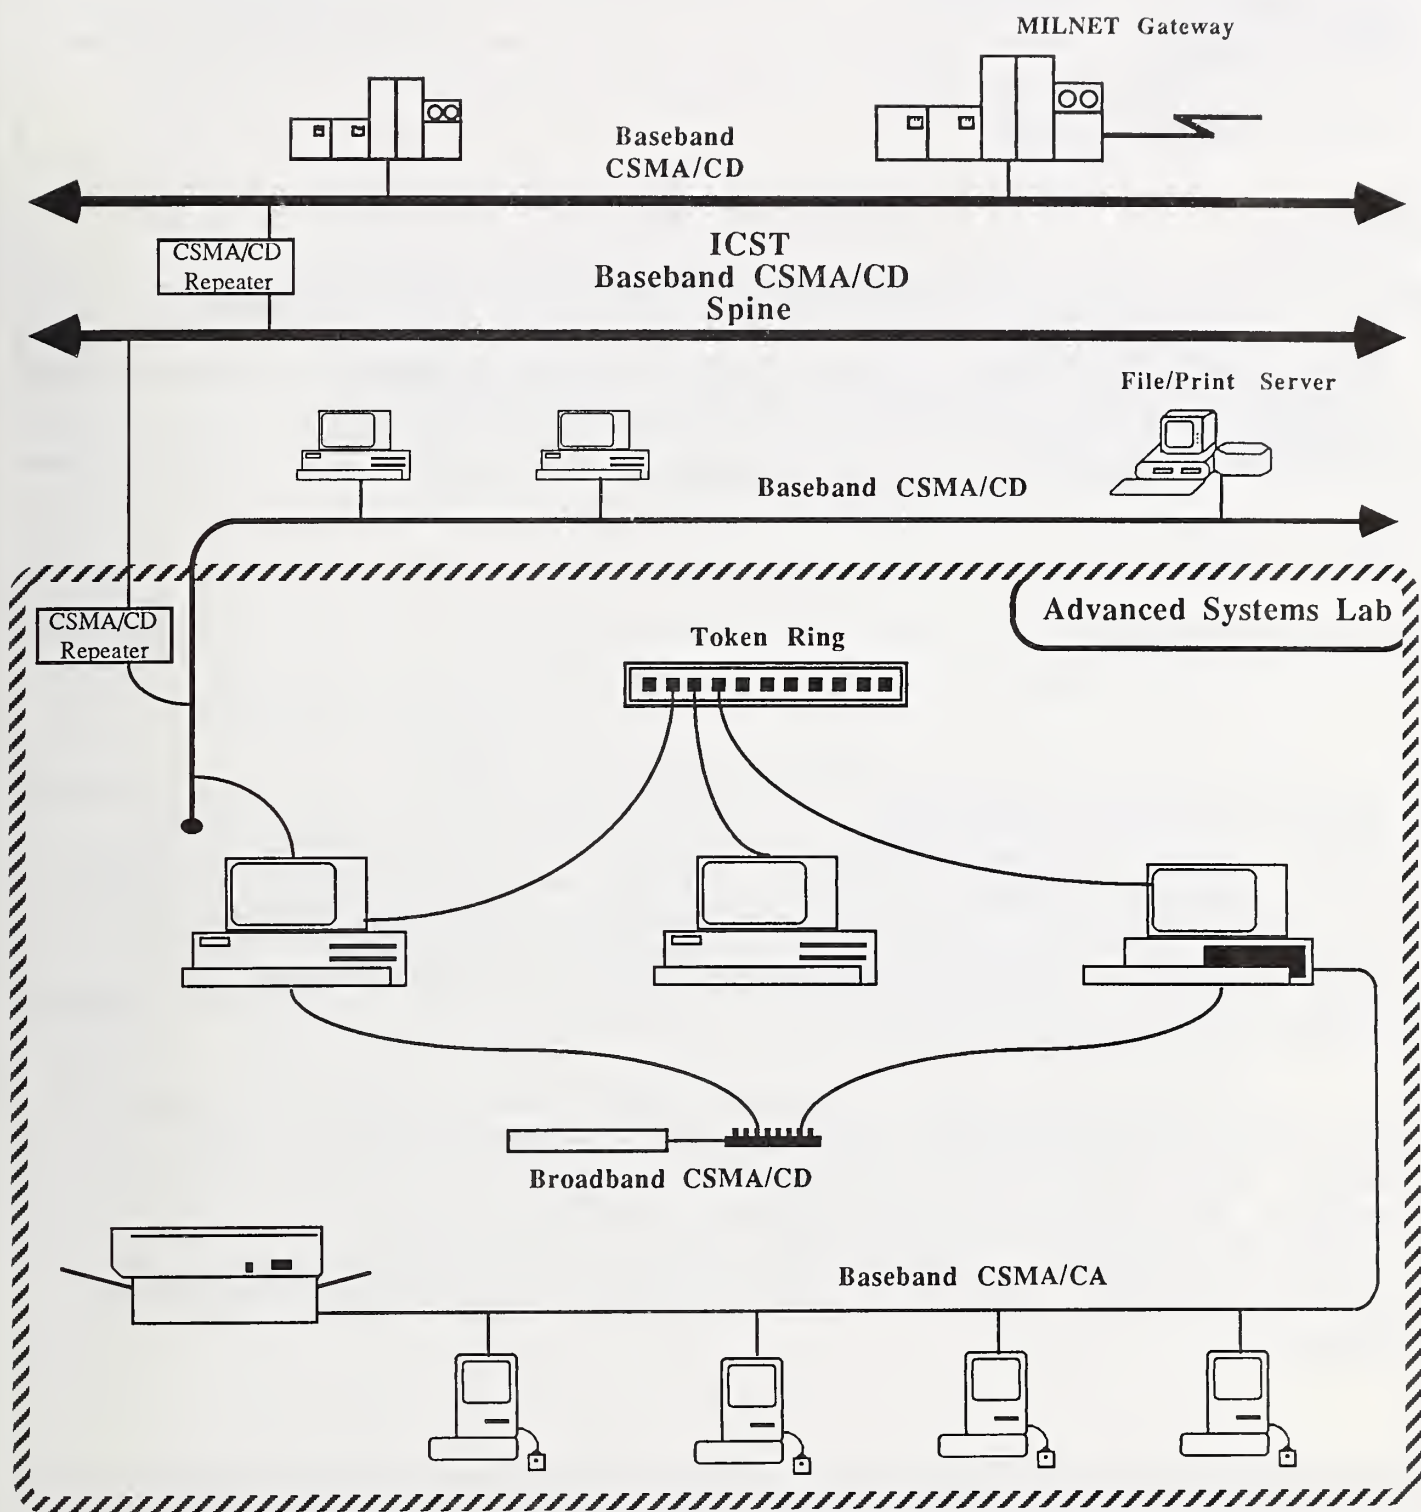 MILNET Gateway
Baseband
CSMA/CD
CSMA/CD
Repeater
ICST
Baseband CSMA/CD
Spine
File/Print Server
Baseband CSMA/CD
CSMA/CD
Repeater
Advanced Systems Lab
Token Ring
Broadband CSMA/CD
Baseband CSMA/CA